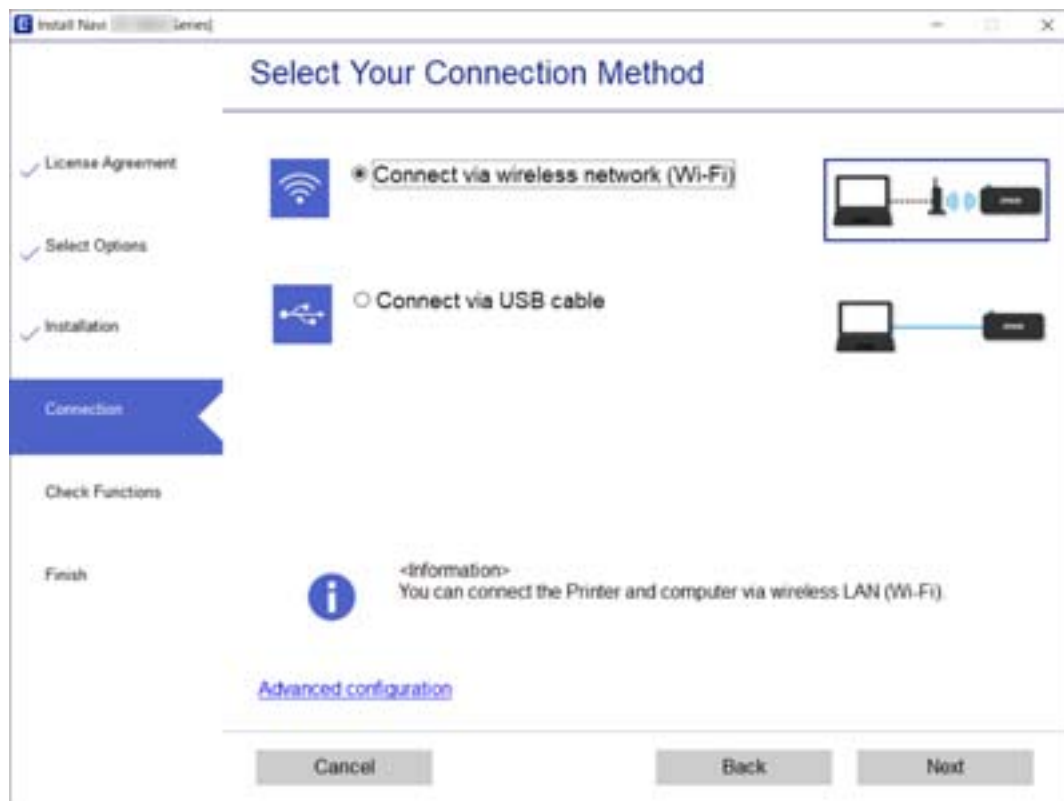 Install Navi Series]
Select Your Connection Method
License Agreement
Select Options
Installation
Connection
Check Functions
Finish
Connect via wireless network (Wi-Fi)
Connect via USB cable
<Information>
You can connect the Printer and computer via wireless LAN (Wi-Fi).
Advanced configuration
Cancel
Back
Next